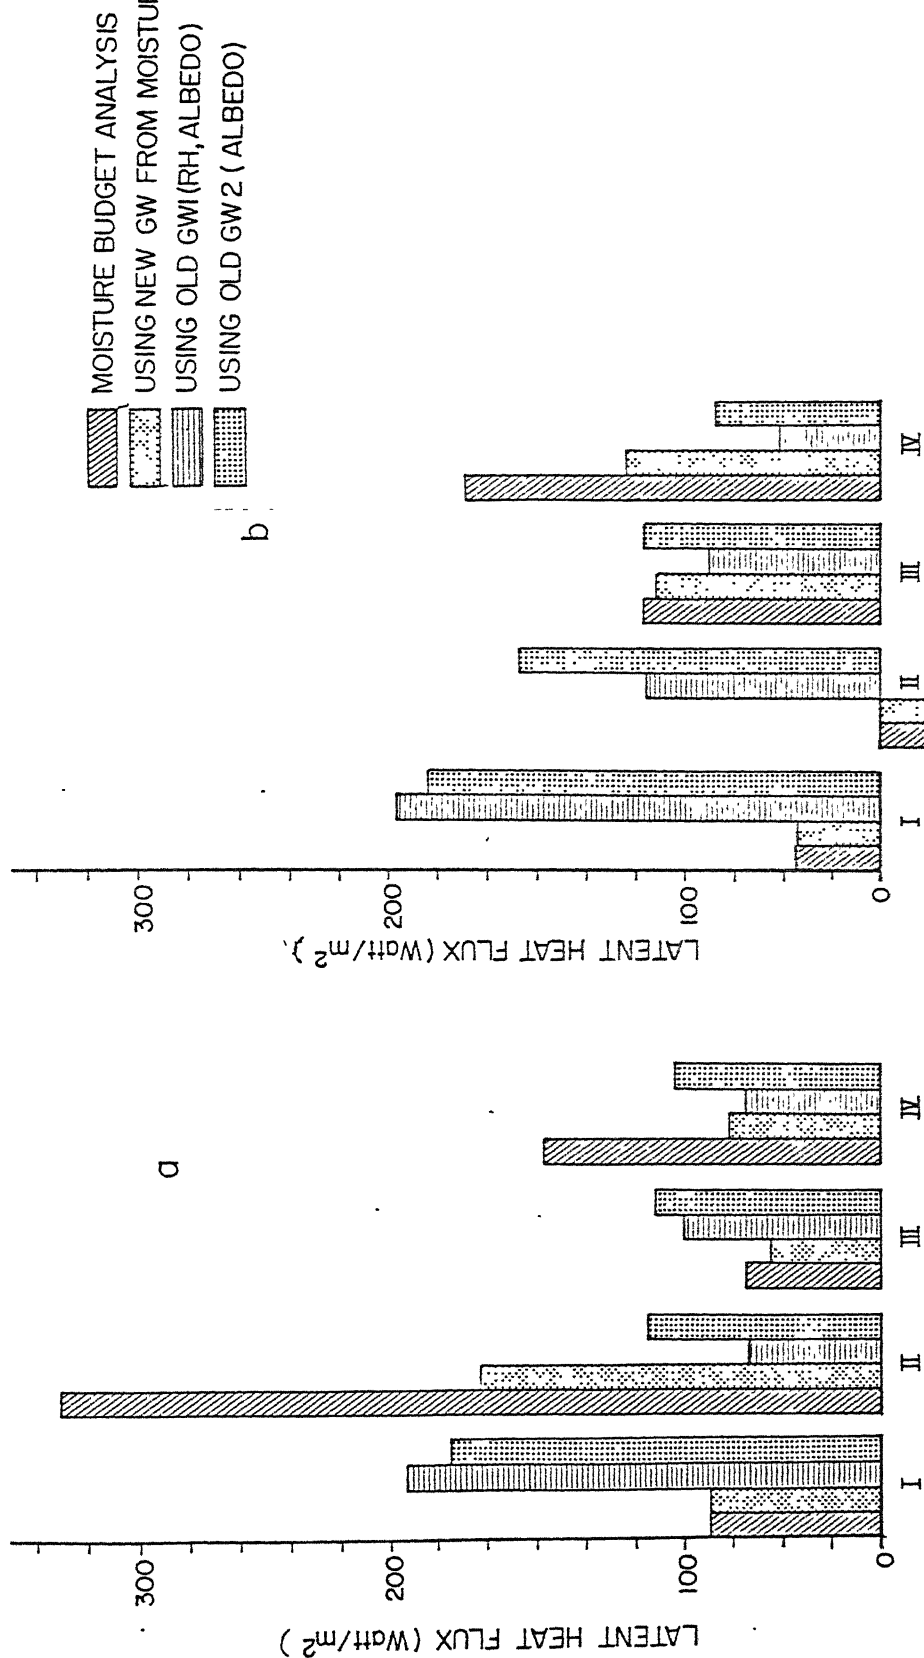 MOISTURE BUDGET ANALYSIS
USING NEW GW FROM
USING OLD GW1(RH,ALBEDO)
USING OLD GW2 (ALBEDO)
a
LATENT HEAT FLUX (Watt/m²)
300
200
100
0
I
II
III
IV
b
LATENT HEAT FLUX (Watt/m²)
300
200
100
0
I
II
III
IV